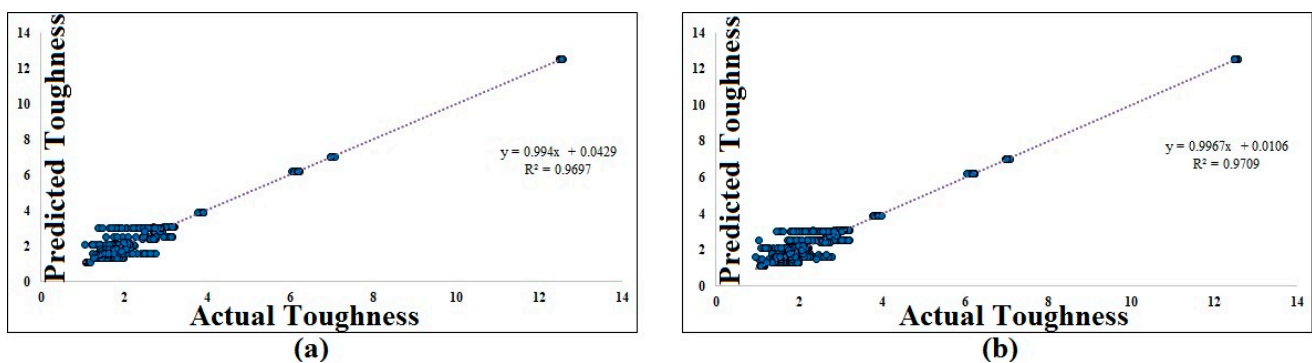 Predicted Toughness
14
12
10
8
6
4
2
0
y = 0.994x + 0.0429
R² = 0.9697
0 2 4 6 8 10 12 14
Actual Toughness
(a)
Predicted Toughness
14
12
10
8
6
4
2
0
y = 0.9967x + 0.0106
R² = 0.9709
0 2 4 6 8 10 12 14
Actual Toughness
(b)